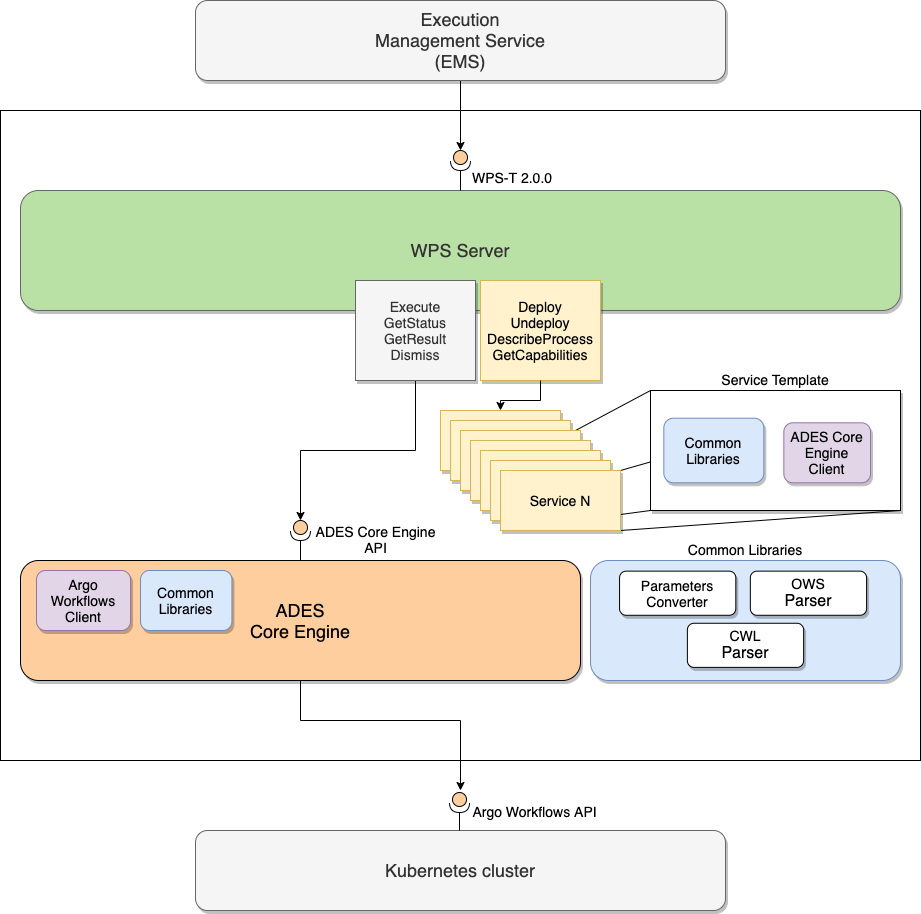 Execution
Management Service
(EMS)
WPS-T 2.0.0
WPS Server
Execute
GetStatus
GetResult
Dismiss
Deploy
Undeploy
DescribeProcess
GetCapabilities
Service Template
Common
Libraries
ADES Core
Engine
Client
Service N
ADES Core Engine
API
Argo
Workflows
Client
Common
Libraries
ADES
Core Engine
Common Libraries
Parameters
Converter
OWS
Parser
CWL
Parser
Argo Workflows API
Kubernetes cluster